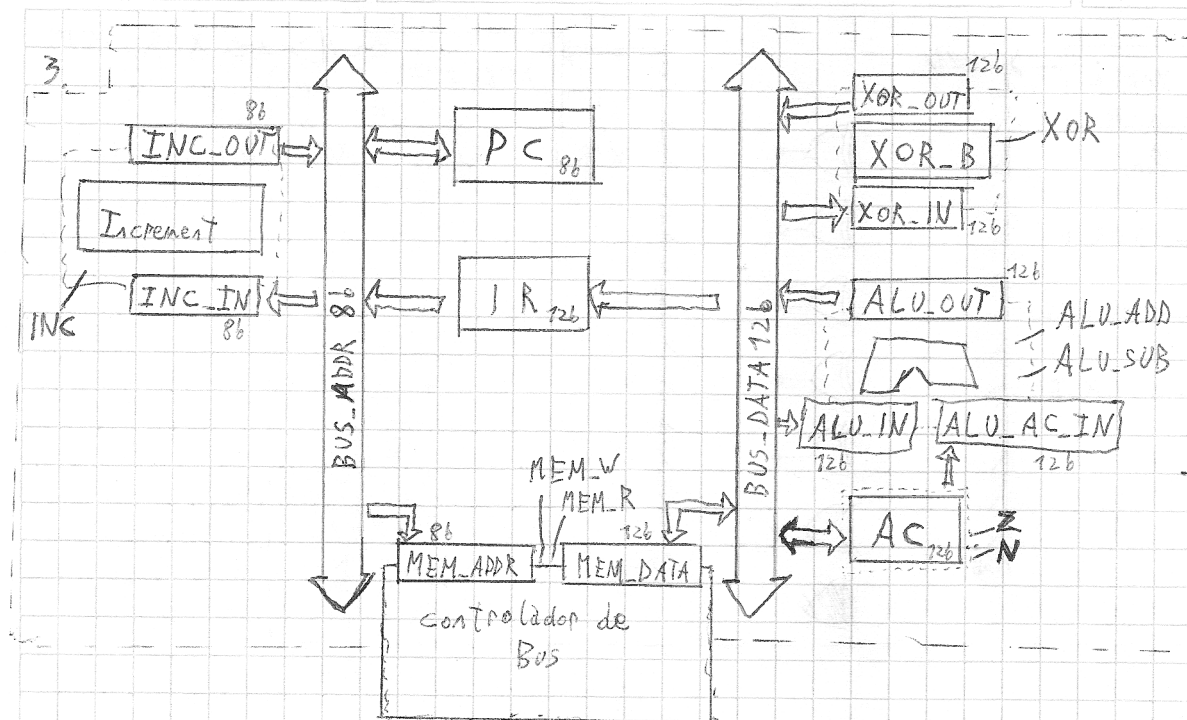 3.
8b
INC_OUT
Increment
INC_IN
8b
INC
BUS_ADDR 8b
PC 8b
IR 12b
MEM_W
MEM_R
8b
MEM_ADDR
12b
MEM_DATA
controlador de
Bus
BUS_DATA 12b
12b
XOR_OUT
XOR_B
XOR
XOR_IN
12b
12b
ALU_OUT
ALU_ADD
ALU_SUB
ALU_IN
12b
ALU_AC_IN
12b
AC 12b
Z
N